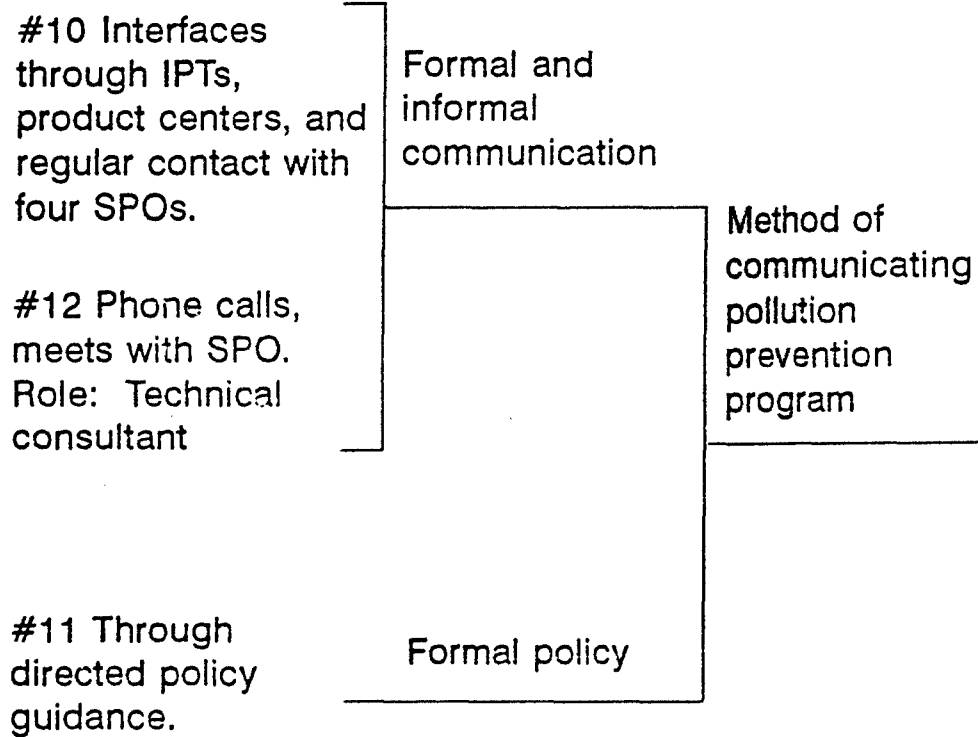 #10 Interfaces
through IPTs,
product centers, and
regular contact with
four SPOs.
Formal and
informal
communication
Method of
communicating
pollution
prevention
program
#12 Phone calls,
meets with SPO.
Role: Technical
consultant
#11 Through
directed policy
guidance.
Formal policy